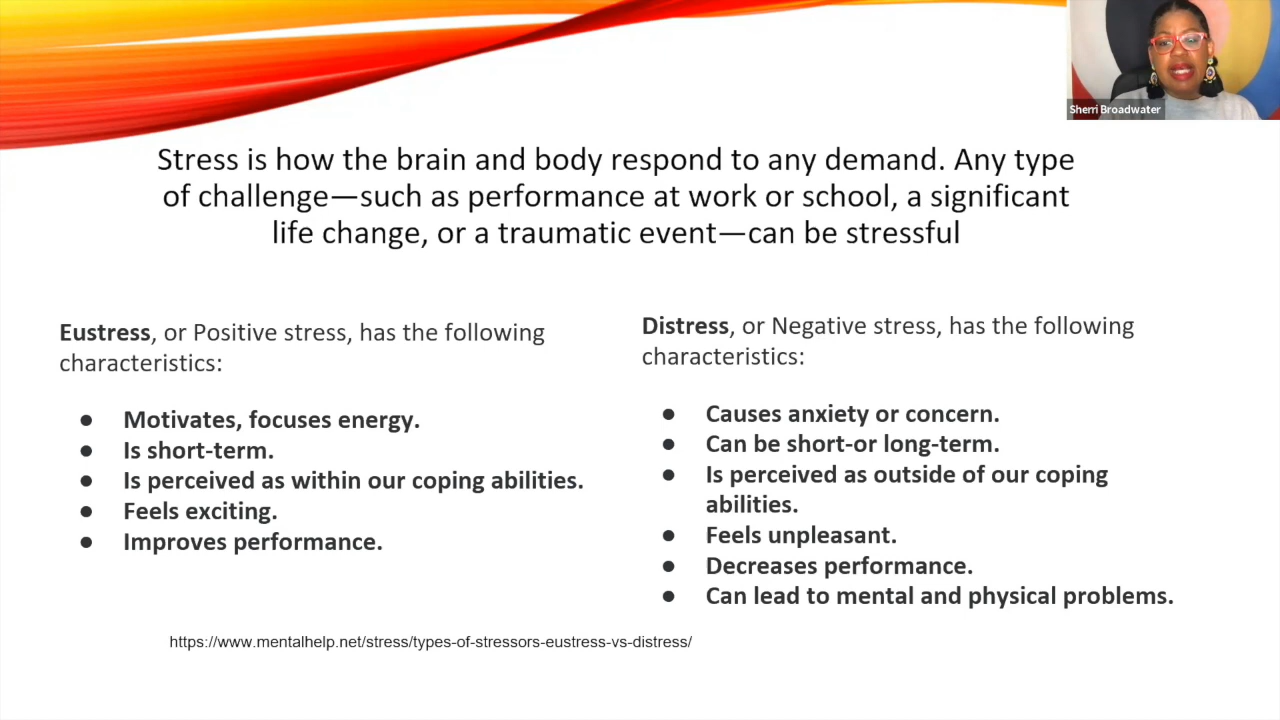 Sherri Broadwater
Stress is how the brain and body respond to any demand. Any type
of challenge—such as performance at work or school, a significant
life change, or a traumatic event—can be stressful
Eustress, or Positive stress, has the following
characteristics:
● Motivates, focuses energy.
● Is short-term.
● Is perceived as within our coping abilities.
● Feels exciting.
● Improves performance.
Distress, or Negative stress, has the following
characteristics:
● Causes anxiety or concern.
● Can be short-or long-term.
● Is perceived as outside of our coping
abilities.
● Feels unpleasant.
● Decreases performance.
● Can lead to mental and physical problems.
https://www.mentalhelp.net/stress/types-of-stressors-eustress-vs-distress/